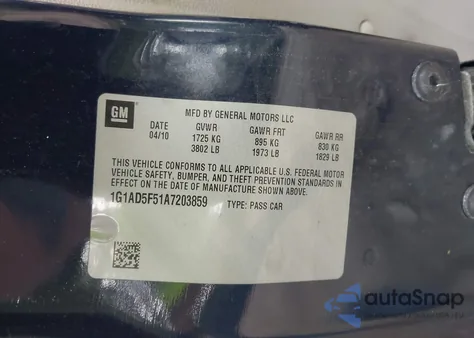 GM
MFD BY GENERAL MOTORS LLC
DATE GVWR GAWR FRT GAWR RR
04/10 1725 KG 895 KG 830 KG
3802 LB 1973 LB 1829 LB
THIS VEHICLE CONFORMS TO ALL APPLICABLE U.S. FEDERAL MOTOR
VEHICLE SAFETY, BUMPER, AND THEFT PREVENTION STANDARDS IN
EFFECT ON THE DATE OF MANUFACTURE SHOWN ABOVE.
1G1AD5F51A7203859 TYPE: PASS CAR
autoSnap